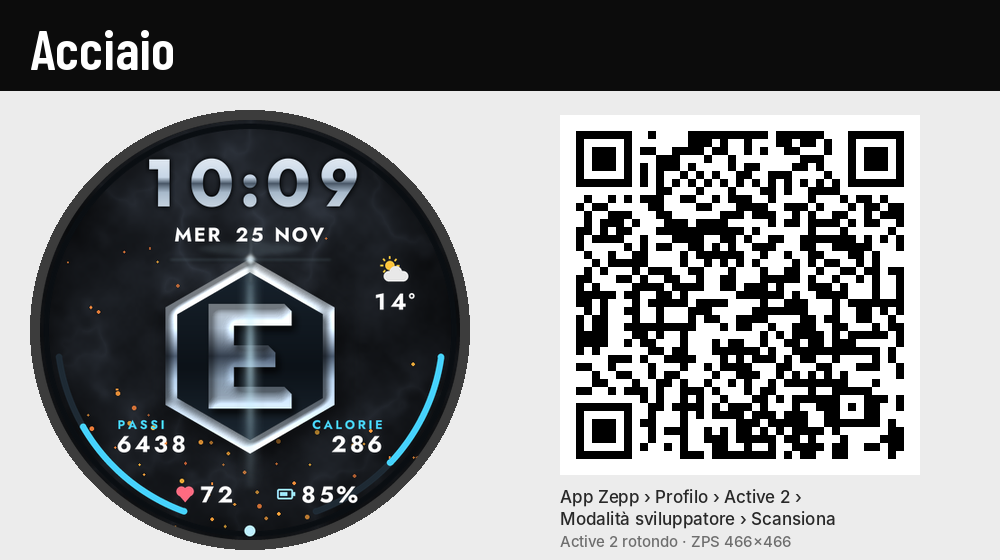 Acciaio
10:09
MER 25 NOV
14°
E
PASSI
6438
CALORIE
286
72
85%
App Zepp › Profilo › Active 2 ›
Modalità sviluppatore › Scansiona
Active 2 rotondo · ZPS 466×466